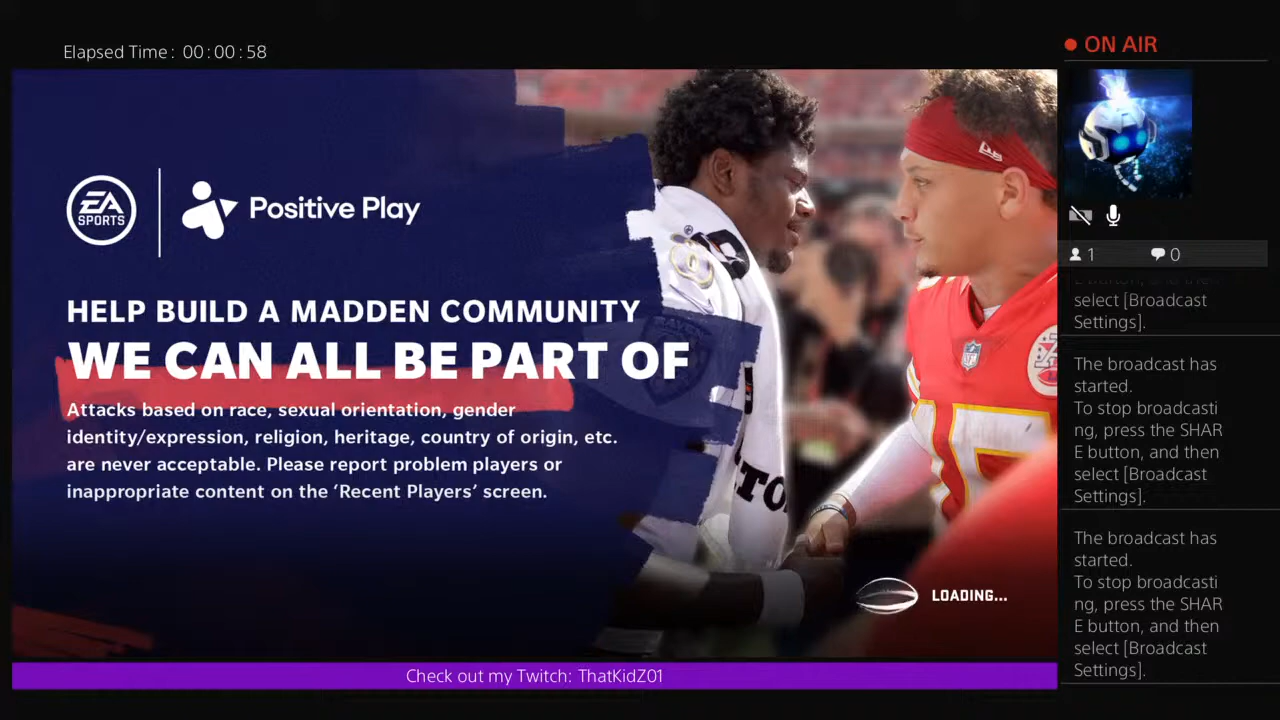 Elapsed Time: 00:00:58
ON AIR
EA
SPORTS
Positive Play
HELP BUILD A MADDEN COMMUNITY
WE CAN ALL BE PART OF
Attacks based on race, sexual orientation, gender
identity/expression, religion, heritage, country of origin, etc.
are never acceptable. Please report problem players or
inappropriate content on the ‘Recent Players’ screen.
LOADING...
Check out my Twitch: ThatKidZ01
1
0
E button, and then
select [Broadcast
Settings].
The broadcast has
started.
To stop broadcasti
ng, press the SHAR
E button, and then
select [Broadcast
Settings].
The broadcast has
started.
To stop broadcasti
ng, press the SHAR
E button, and then
select [Broadcast
Settings].
NFL
15